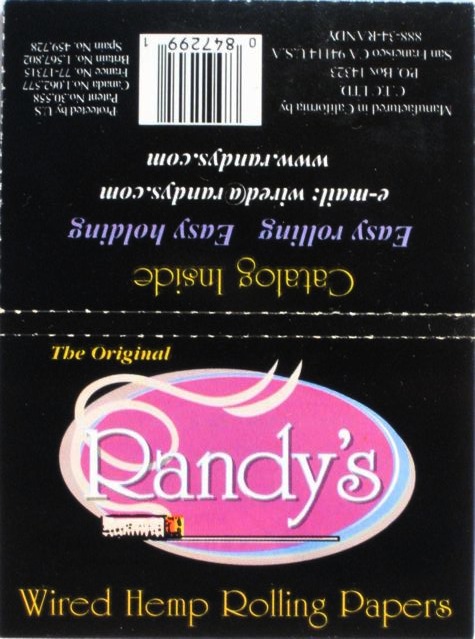 Catalog Inside
Easy rolling Easy holding
e-mail: wired@randys.com
www.randys.com
Manufactured in California by
LTD.
P.O. Box 14323
San Francisco CA 94114 U.S.A
888-34-RANDY
0 847299 1
Protected by U.S
Patent No.30,558
Canada No.1,062,577
France No. 77-17315
Britain No. 1,567,802
Spain No. 459,728
The Original
Randy's
Wired Hemp Rolling Papers